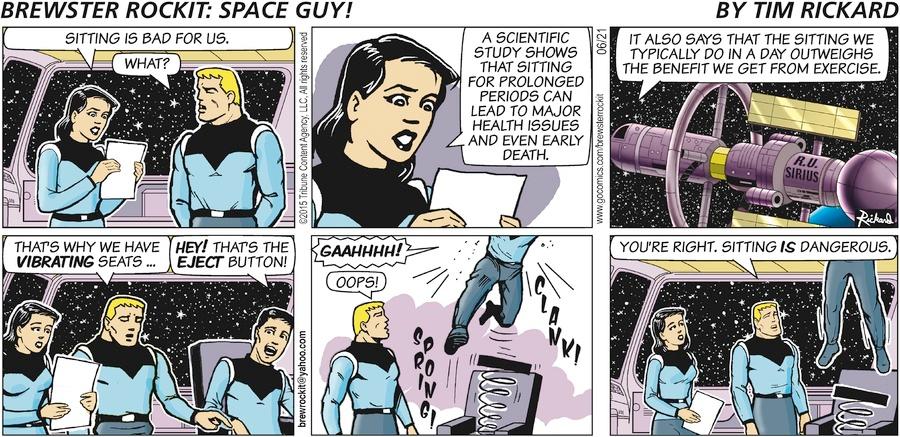 BREWSTER ROCKIT: SPACE GUY!
BY TIM RICKARD
SITTING IS BAD FOR US.
WHAT?
©2015 Tribune Content Agency, LLC. All rights reserved
A SCIENTIFIC
STUDY SHOWS
THAT SITTING
FOR PROLONGED
PERIODS CAN
LEAD TO MAJOR
HEALTH ISSUES
AND EVEN EARLY
DEATH.
06/21
www.gocomics.com/brewsterrockit
IT ALSO SAYS THAT THE SITTING WE
TYPICALLY DO IN A DAY OUTWEIGHS
THE BENEFIT WE GET FROM EXERCISE.
R.U.
SIRIUS
Rickard
THAT'S WHY WE HAVE
VIBRATING SEATS ...
HEY! THAT'S THE
EJECT BUTTON!
brewrockit@yahoo.com
GAAHHHH!
OOPS!
SPRONG!
CLANK!
YOU'RE RIGHT. SITTING IS DANGEROUS.